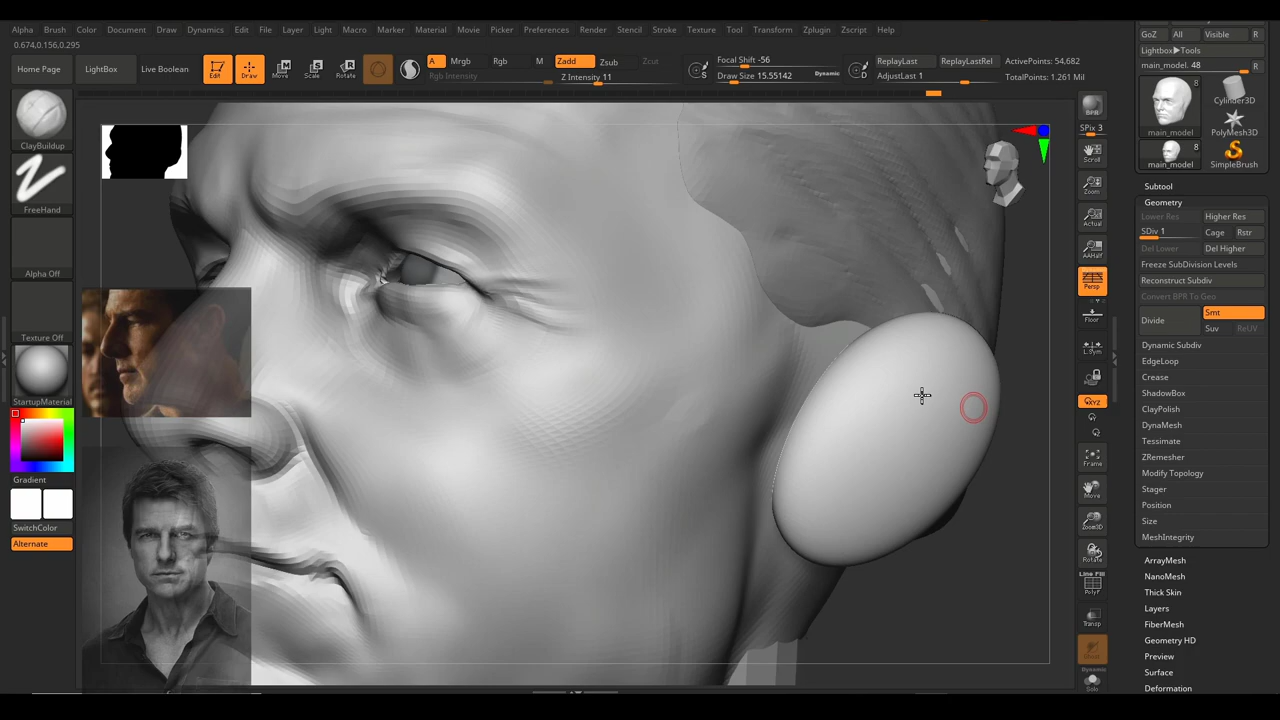 Alpha Brush Color Document Draw Dynamics Edit File Layer Light Macro Marker Material Movie Picker Preferences Render Stencil Stroke Texture Tool Transform Zplugin Zscript Help
0.674,0.156,0.295
Home Page LightBox Live Boolean Edit Draw Move Scale Rotate
A Mrgb Rgb M Zadd Zsub Zcut
Rgb Intensity Z Intensity 11
S Focal Shift -56
Draw Size 15.55142 Dynamic
D ReplayLast ReplayLastRel
AdjustLast 1
ActivePoints: 54,682
TotalPoints: 1.261 Mil
ClayBuildup
FreeHand
Alpha Off
Texture Off
StartupMaterial
Gradient
SwitchColor
Alternate
BPR
SPix 3
Scroll
Zoom
Actual
AAHalf
Persp
Floor
L.Sym
XYZ
Frame
Move
Zoom3D
Rotate
Line Fill
PolyF
Transp
Dynamic
Solo
GoZ All Visible R
Lightbox▶Tools
main_model. 48 R
8
main_model
Cylinder3D
PolyMesh3D
8
main_model
SimpleBrush
Subtool
Geometry
Lower Res Higher Res
SDiv 1 Cage Rstr
Del Lower Del Higher
Freeze SubDivision Levels
Reconstruct Subdiv
Convert BPR To Geo
Divide Smt
Suv ReUV
Dynamic Subdiv
EdgeLoop
Crease
ShadowBox
ClayPolish
DynaMesh
Tessimate
ZRemesher
Modify Topology
Stager
Position
Size
MeshIntegrity
ArrayMesh
NanoMesh
Thick Skin
Layers
FiberMesh
Geometry HD
Preview
Surface
Deformation